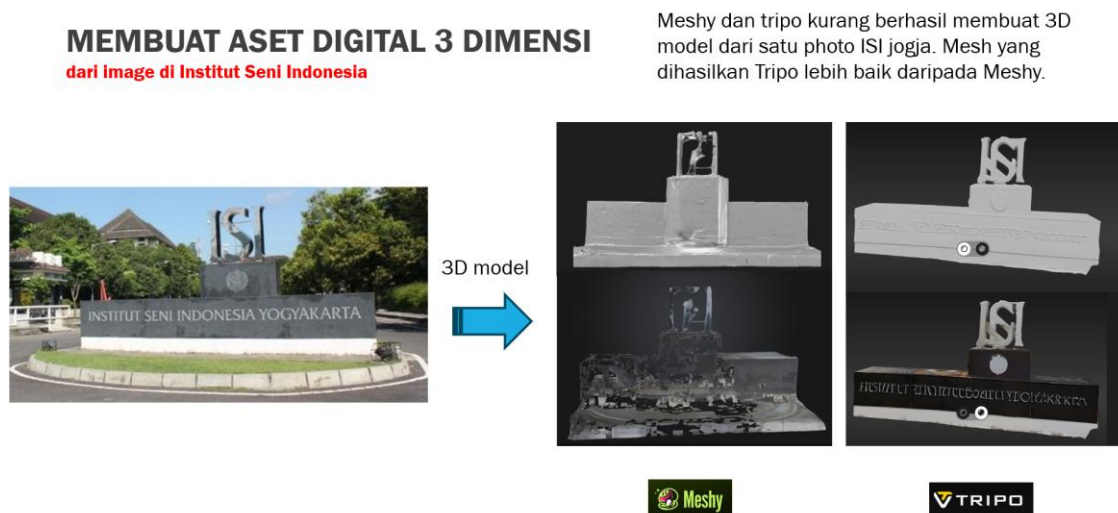 MEMBUAT ASET DIGITAL 3 DIMENSI
dari image di Institut Seni Indonesia
Meshy dan tripo kurang berhasil membuat 3D
model dari satu photo ISI jogja. Mesh yang
dihasilkan Tripo lebih baik daripada Meshy.
ISI
INSTITUT SENI INDONESIA YOGYAKARTA
3D model
ISI
ISI
Meshy
TRIPO